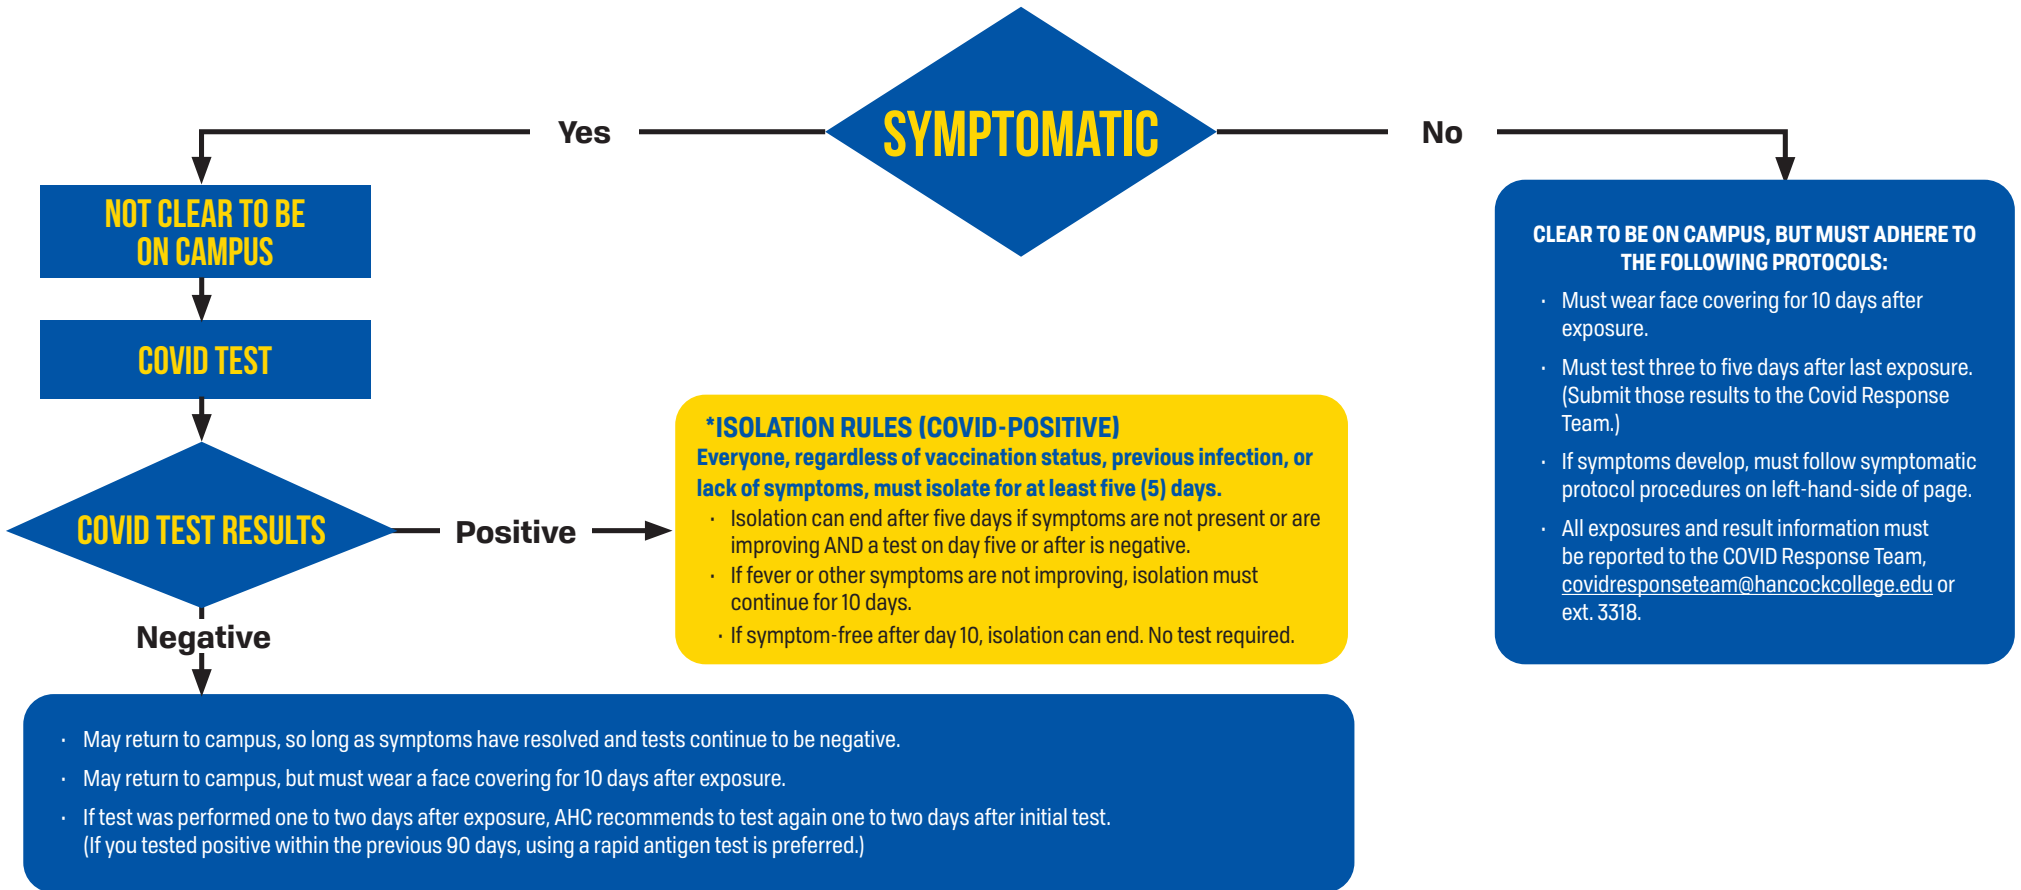 SYMPTOMATIC
Yes
No
NOT CLEAR TO BE
ON CAMPUS
COVID TEST
COVID TEST RESULTS
Positive
Negative
*ISOLATION RULES (COVID-POSITIVE)
Everyone, regardless of vaccination status, previous infection, or
lack of symptoms, must isolate for at least five (5) days.
· Isolation can end after five days if symptoms are not present or are
improving AND a test on day five or after is negative.
· If fever or other symptoms are not improving, isolation must
continue for 10 days.
· If symptom-free after day 10, isolation can end. No test required.
CLEAR TO BE ON CAMPUS, BUT MUST ADHERE TO
THE FOLLOWING PROTOCOLS:
· Must wear face covering for 10 days after
exposure.
· Must test three to five days after last exposure.
(Submit those results to the Covid Response
Team.)
· If symptoms develop, must follow symptomatic
protocol procedures on left-hand-side of page.
· All exposures and result information must
be reported to the COVID Response Team,
covidresponseteam@hancockcollege.edu or
ext. 3318.
· May return to campus, so long as symptoms have resolved and tests continue to be negative.
· May return to campus, but must wear a face covering for 10 days after exposure.
· If test was performed one to two days after exposure, AHC recommends to test again one to two days after initial test.
(If you tested positive within the previous 90 days, using a rapid antigen test is preferred.)